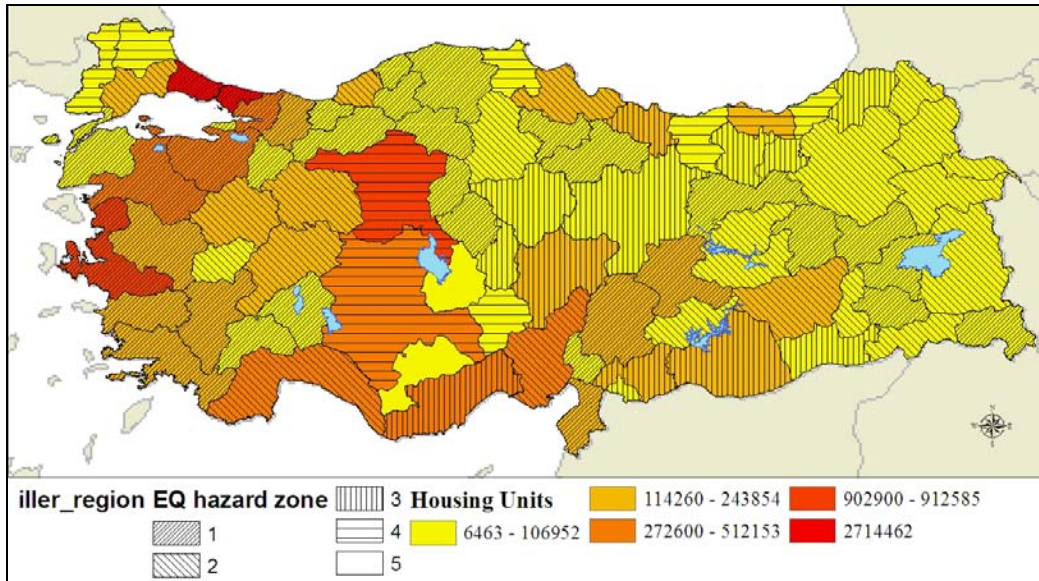 iller_region EQ hazard zone
1
2
3
4
5
Housing Units
6463 - 106952
114260 - 243854
272600 - 512153
902900 - 912585
2714462